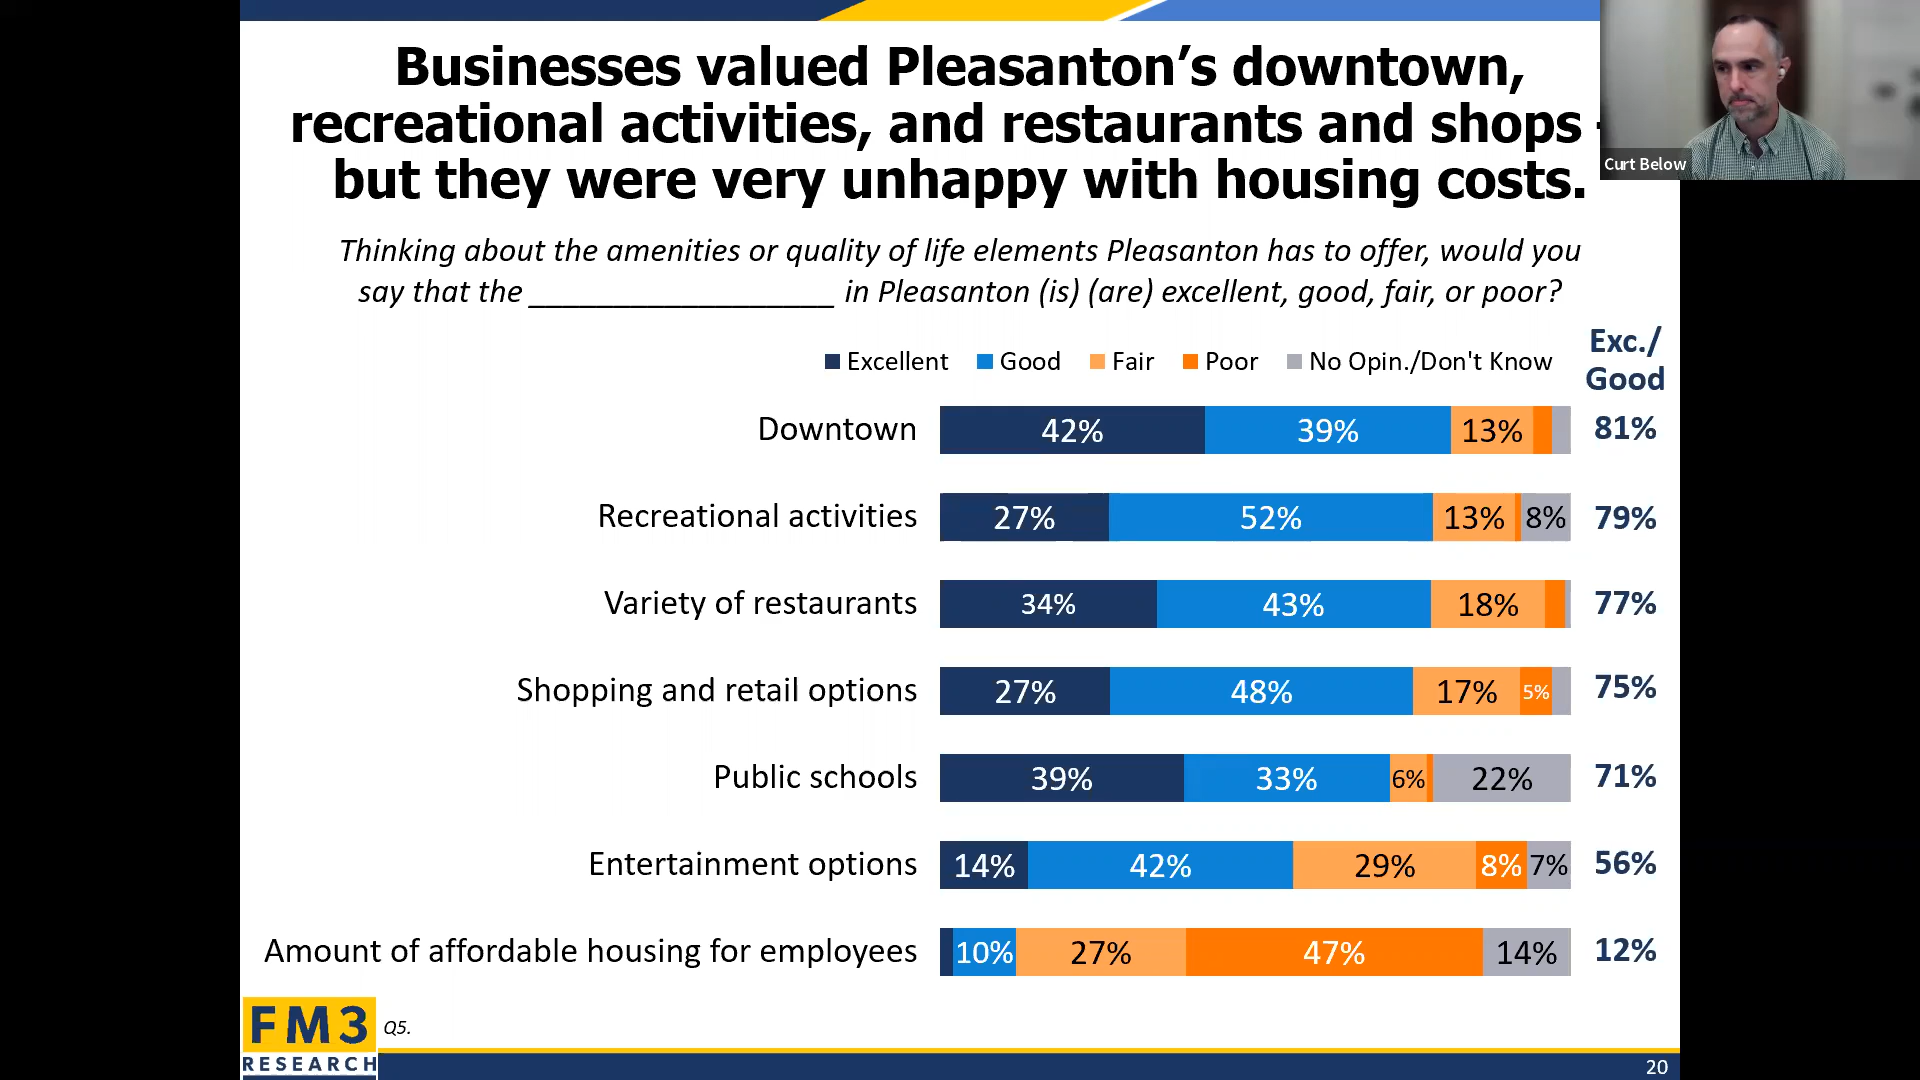 Businesses valued Pleasanton’s downtown,
recreational activities, and restaurants and shops -
but they were very unhappy with housing costs.
Curt Below
Thinking about the amenities or quality of life elements Pleasanton has to offer, would you
say that the __________________ in Pleasanton (is) (are) excellent, good, fair, or poor?
Excellent Good Fair Poor No Opin./Don't Know
Exc./
Good
Downtown 42% 39% 13% 81%
Recreational activities 27% 52% 13% 8% 79%
Variety of restaurants 34% 43% 18% 77%
Shopping and retail options 27% 48% 17% 5% 75%
Public schools 39% 33% 6% 22% 71%
Entertainment options 14% 42% 29% 8% 7% 56%
Amount of affordable housing for employees 10% 27% 47% 14% 12%
FM3
RESEARCH
Q5.
20